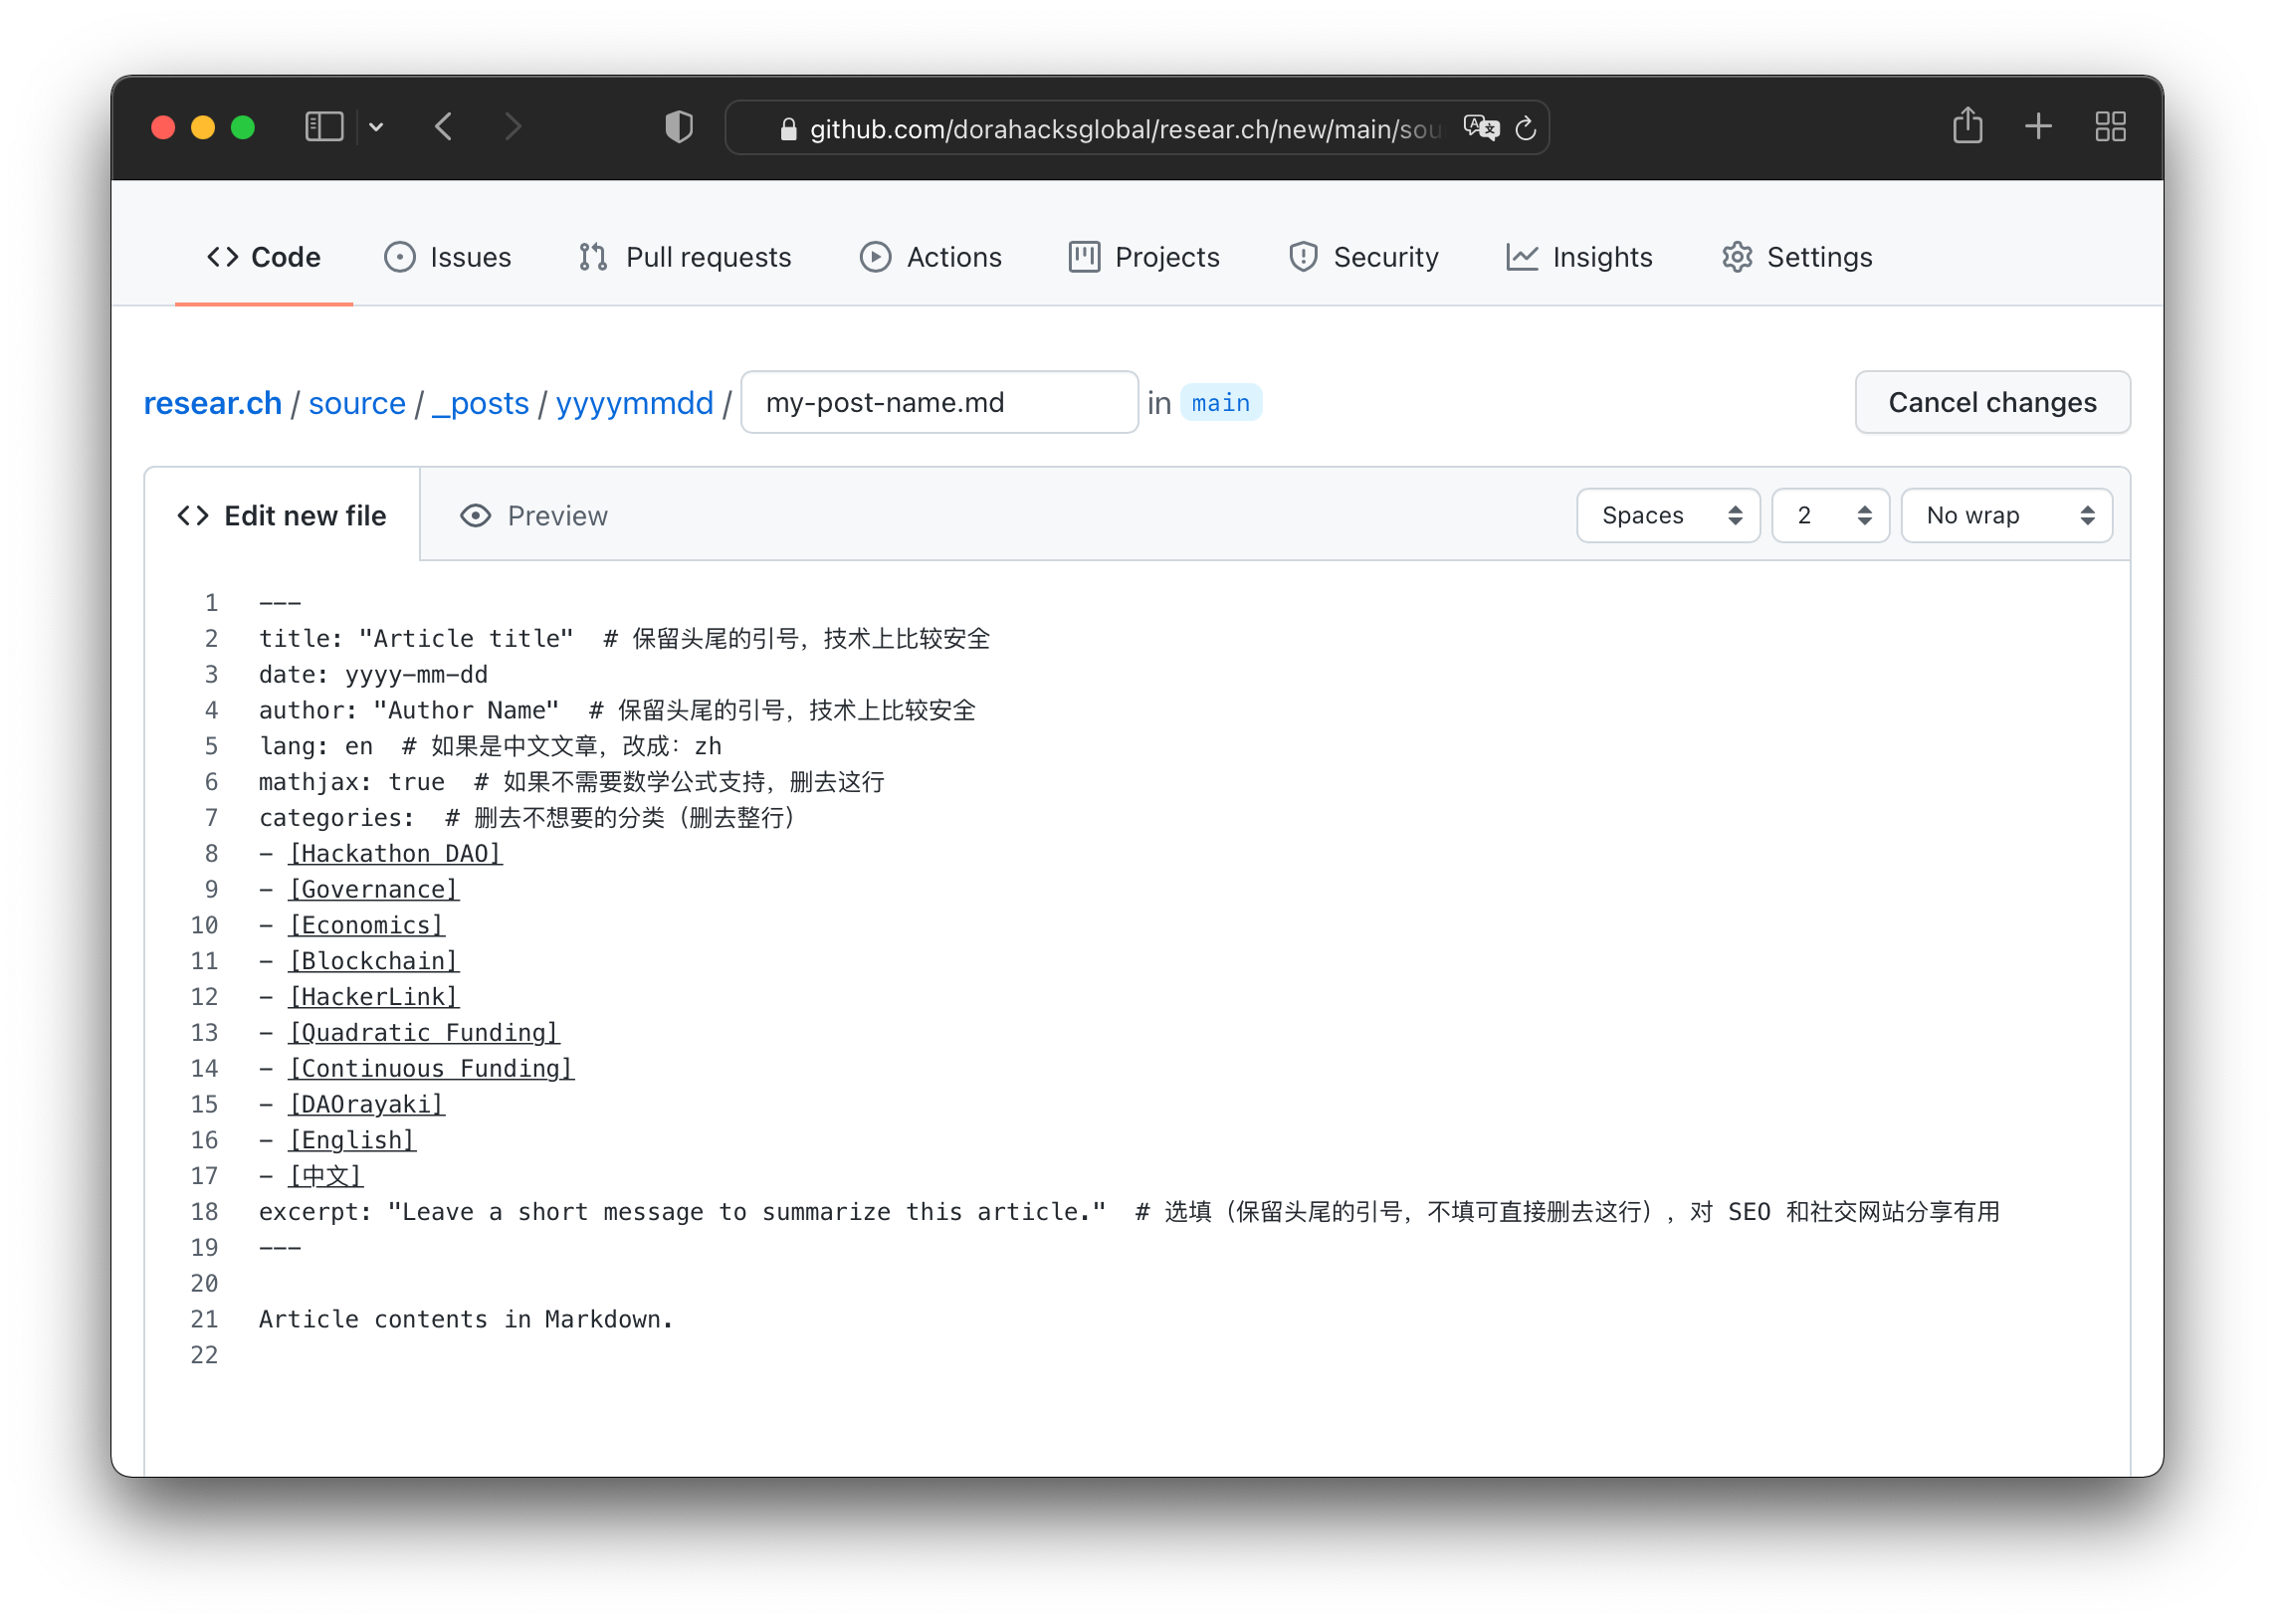 github.com/dorahacksglobal/resear.ch/new/main/sou
Code Issues Pull requests Actions Projects Security Insights Settings
resear.ch / source / _posts / yyyymmdd / my-post-name.md in main Cancel changes
Edit new file Preview Spaces 2 No wrap
1 ---
2 title: "Article title"  # 保留头尾的引号，技术上比较安全
3 date: yyyy-mm-dd
4 author: "Author Name"  # 保留头尾的引号，技术上比较安全
5 lang: en  # 如果是中文文章，改成：zh
6 mathjax: true  # 如果不需要数学公式支持，删去这行
7 categories:  # 删去不想要的分类（删去整行）
8 - [Hackathon DAO]
9 - [Governance]
10 - [Economics]
11 - [Blockchain]
12 - [HackerLink]
13 - [Quadratic Funding]
14 - [Continuous Funding]
15 - [DAOrayaki]
16 - [English]
17 - [中文]
18 excerpt: "Leave a short message to summarize this article."  # 选填（保留头尾的引号，不填可直接删去这行），对 SEO 和社交网站分享有用
19 ---
20
21 Article contents in Markdown.
22